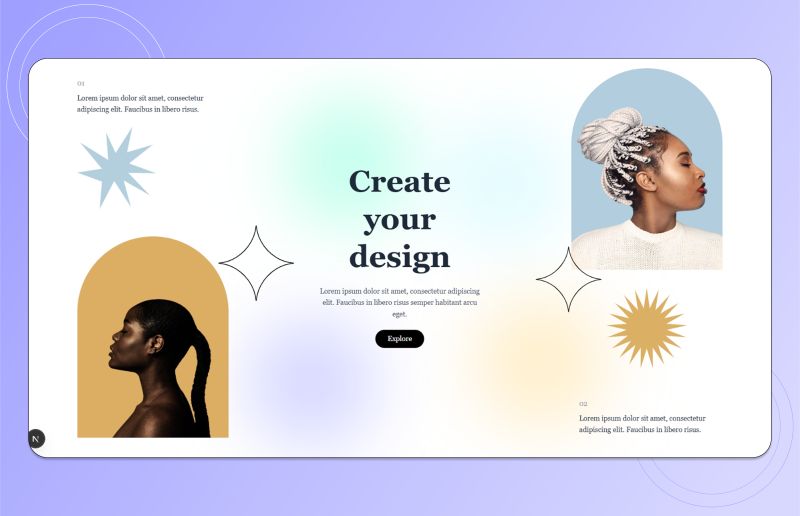 01
Lorem ipsum dolor sit amet, consectetur
adipiscing elit. Faucibus in libero risus.
Create
your
design
Lorem ipsum dolor sit amet, consectetur adipiscing
elit. Faucibus in libero risus semper habitant arcu
eget.
Explore
N
02
Lorem ipsum dolor sit amet, consectetur
adipiscing elit. Faucibus in libero risus.